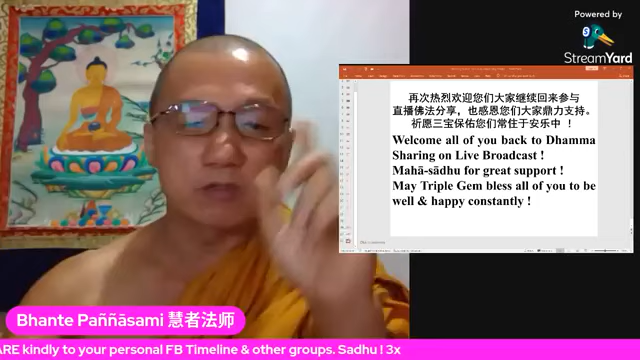 Powered by
StreamYard
再次热烈欢迎您们大家继续回来参与
直播佛法分享，也感恩您们大家鼎力支持。
祈愿三宝保佑您们常住于安乐中 ！
Welcome all of you back to Dhamma
Sharing on Live Broadcast !
Mahā-sādhu for great support !
May Triple Gem bless all of you to be
well & happy constantly !
Bhante Paññāsami 慧者法师
ARE kindly to your personal FB Timeline & other groups. Sadhu ! 3x